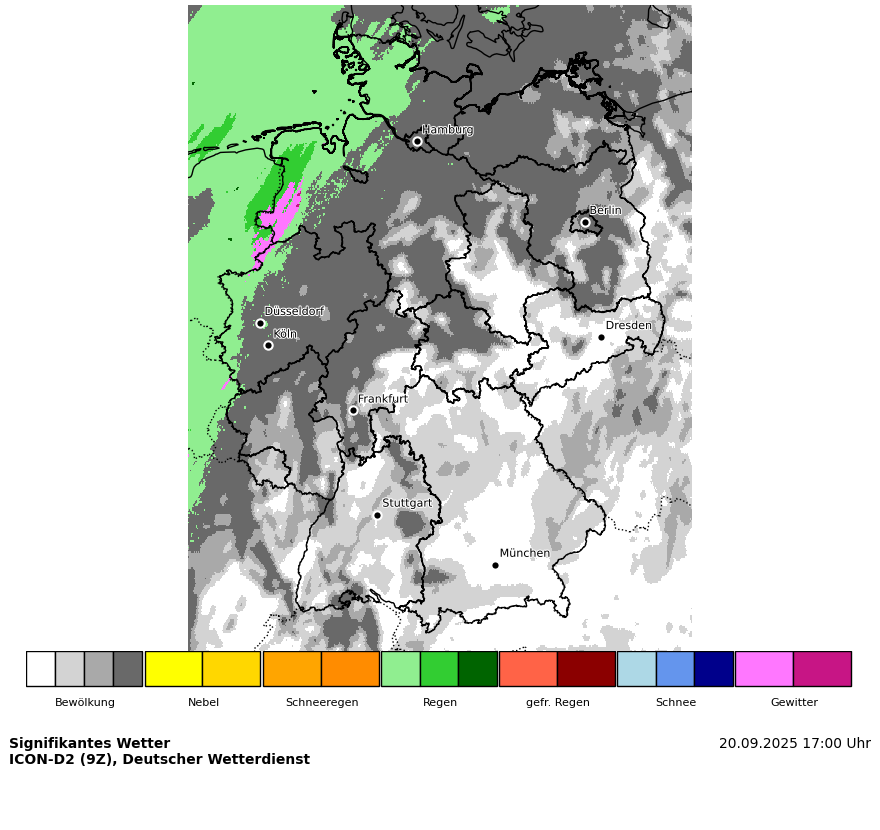 Hamburg
Berlin
Düsseldorf
Köln
Dresden
Frankfurt
Stuttgart
München
Bewölkung Nebel Schneeregen Regen gefr. Regen Schnee Gewitter
Signifikantes Wetter 20.09.2025 17:00 Uhr
ICON-D2 (9Z), Deutscher Wetterdienst